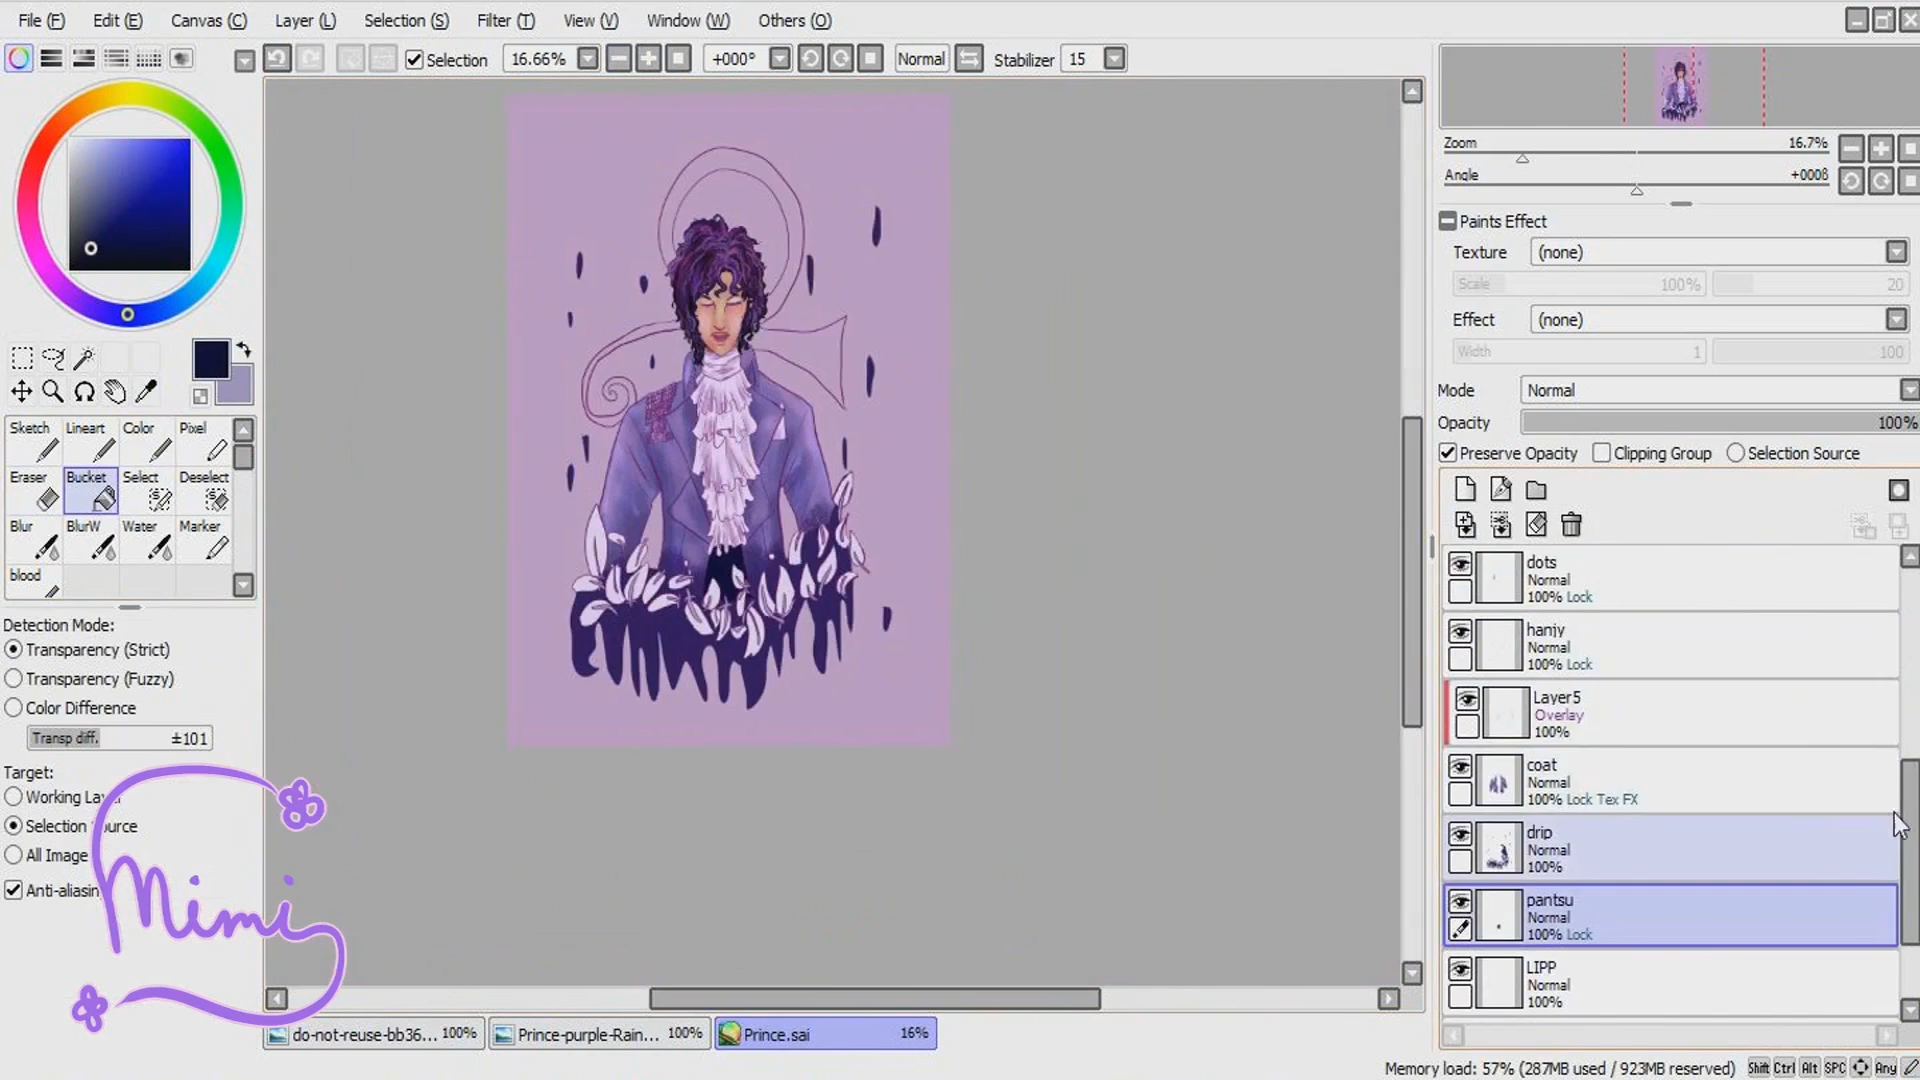 File (F) Edit (E) Canvas (C) Layer (L) Selection (S) Filter (T) View (V) Window (W) Others (O)
Selection 16.66% +000° Normal Stabilizer 15
Zoom 16.7%
Angle +000ß
Paints Effect
Texture (none)
Scale 100% 20
Effect (none)
Width 1 100
Mode Normal
Opacity 100%
Preserve Opacity Clipping Group Selection Source
Sketch Lineart Color Pixel
Eraser Bucket Select Deselect
Blur BlurW Water Marker
blood
Detection Mode:
Transparency (Strict)
Transparency (Fuzzy)
Color Difference
Transp diff. ±101
Target:
Working
Selection
All Image
mimi
dots
Normal
100% Lock
hanjy
Normal
100% Lock
Layer5
Overlay
100%
coat
Normal
100% Lock Tex FX
drip
Normal
100%
pantsu
Normal
100% Lock
LIPP
Normal
100%
do-not-reuse-bb36... 100% Prince-purple-Rain... 100% Prince.sai 16%
Memory load: 57% (287MB used / 923MB reserved) Shift Ctrl Alt SPC Any